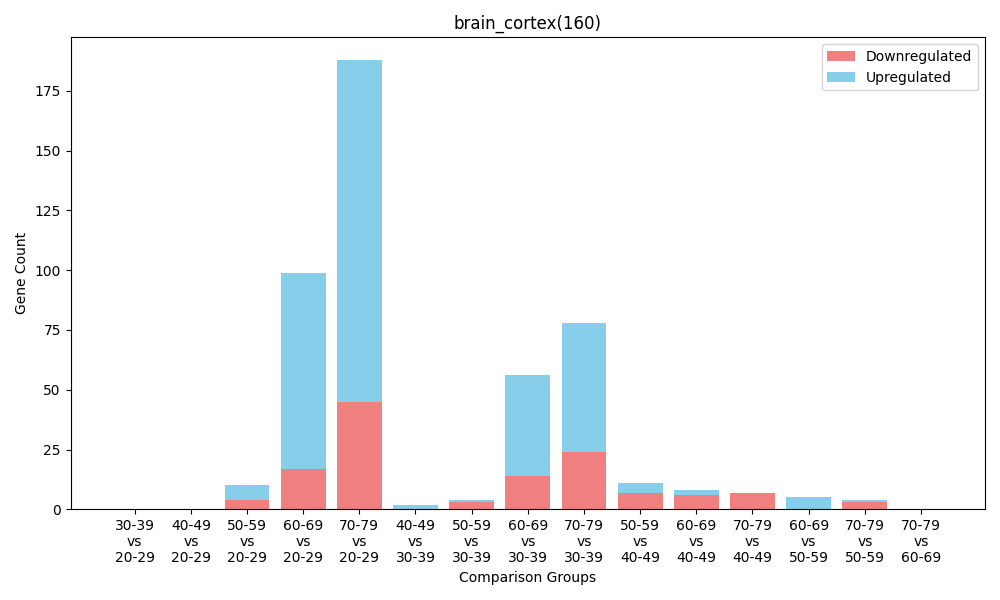 brain_cortex(160)
Downregulated
Upregulated
Gene Count
175
150
125
100
75
50
25
0
30-39 40-49 50-59 60-69 70-79 40-49 50-59 60-69 70-79 50-59 60-69 70-79 60-69 70-79 70-79
vs vs vs vs vs vs vs vs vs vs vs vs vs vs vs
20-29 20-29 20-29 20-29 20-29 30-39 30-39 30-39 30-39 40-49 40-49 40-49 50-59 50-59 60-69
Comparison Groups